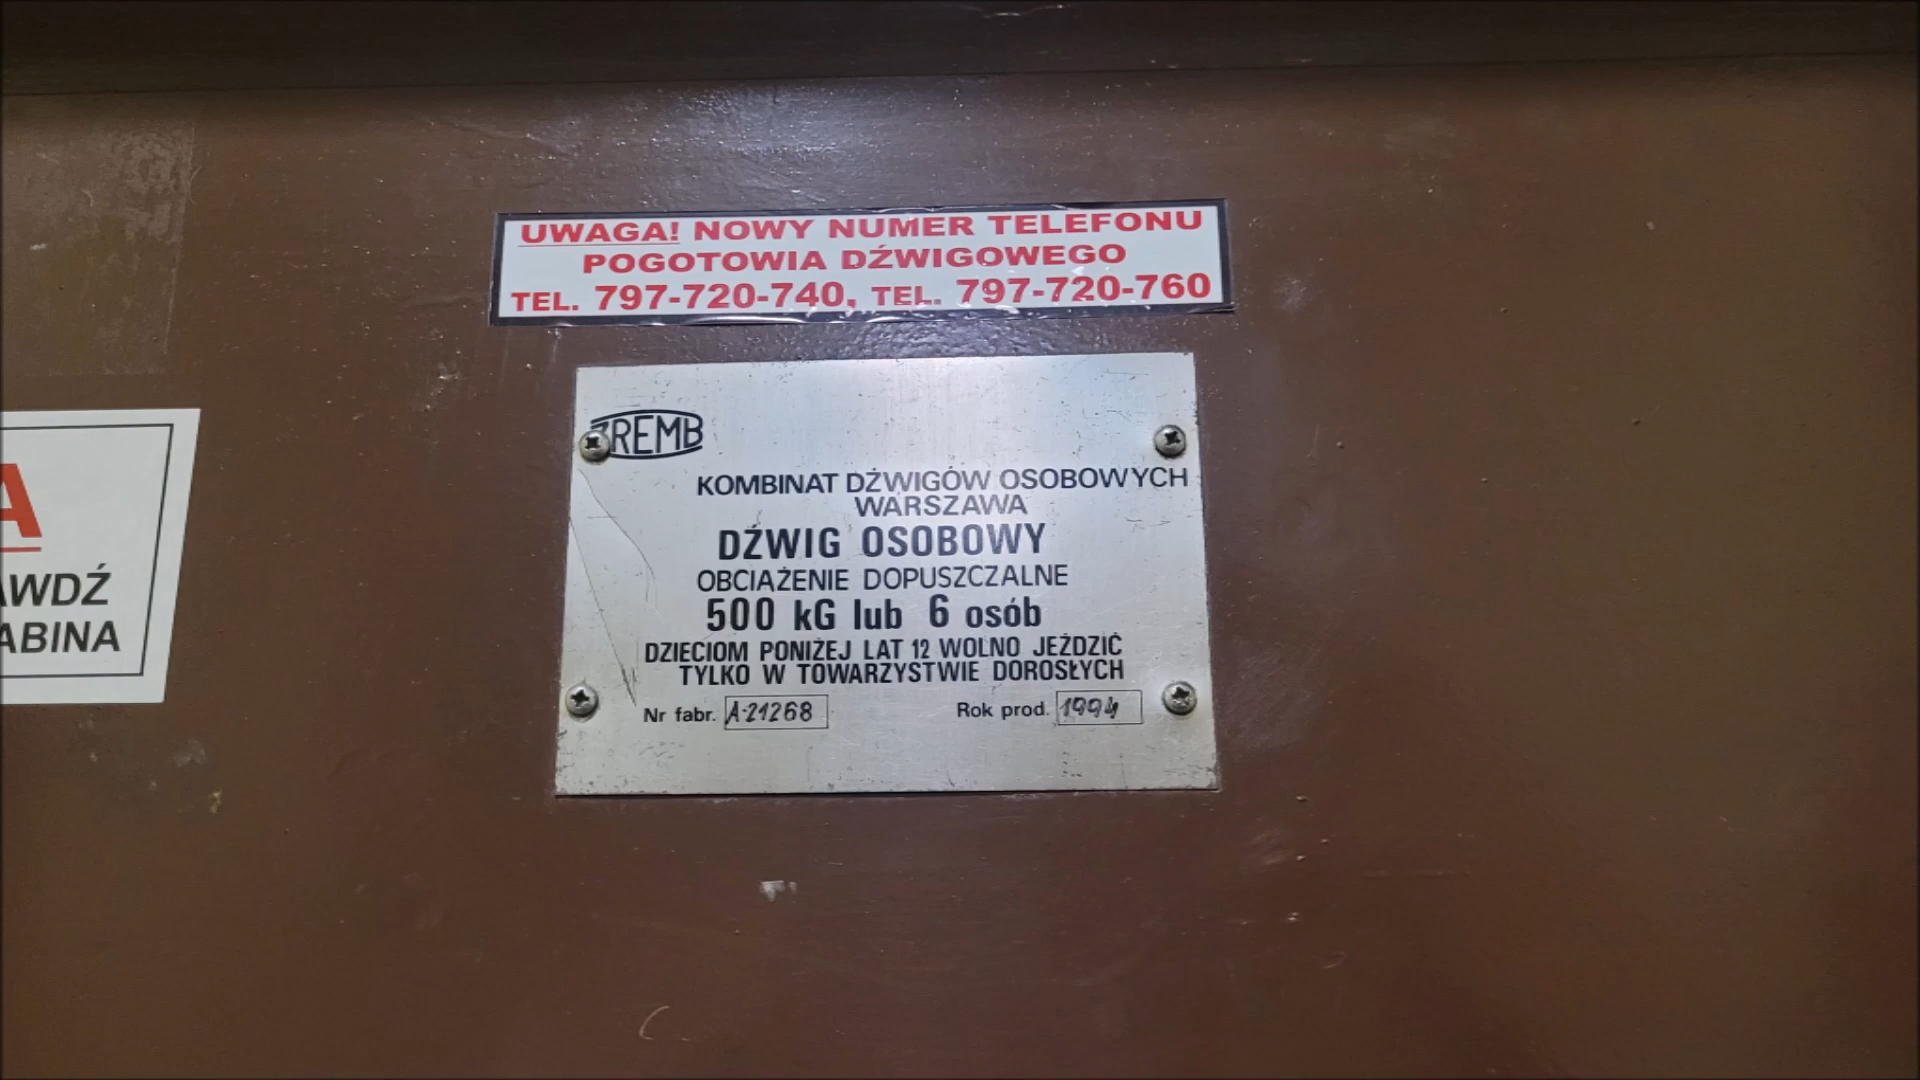 UWAGA! NOWY NUMER TELEFONU
POGOTOWIA DŹWIGOWEGO
TEL. 797-720-740, TEL. 797-720-760
ZREMB
KOMBINAT DŹWIGÓW OSOBOWYCH
WARSZAWA
DŹWIG OSOBOWY
OBCIĄŻENIE DOPUSZCZALNE
500 kG lub 6 osób
DZIECIOM PONIŻEJ LAT 12 WOLNO JEŹDZIĆ
TYLKO W TOWARZYSTWIE DOROSŁYCH
Nr fabr. A-21268 Rok prod. 1994
A
AWDŹ
ABINA